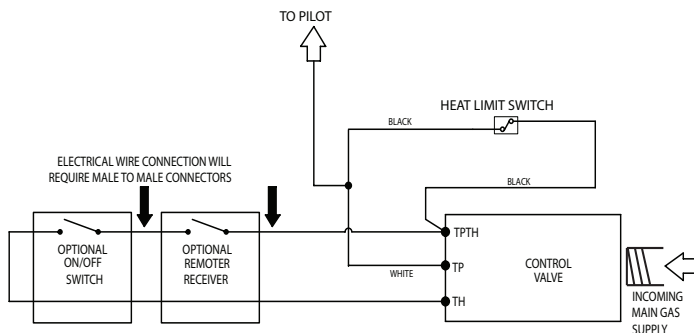 TO PILOT
HEAT LIMIT SWITCH
BLACK
ELECTRICAL WIRE CONNECTION WILL
REQUIRE MALE TO MALE CONNECTORS
BLACK
OPTIONAL
ON/OFF
SWITCH
OPTIONAL
REMOTER
RECEIVER
TPTH
TP
WHITE
TH
CONTROL
VALVE
INCOMING
MAIN GAS
SUPPLY